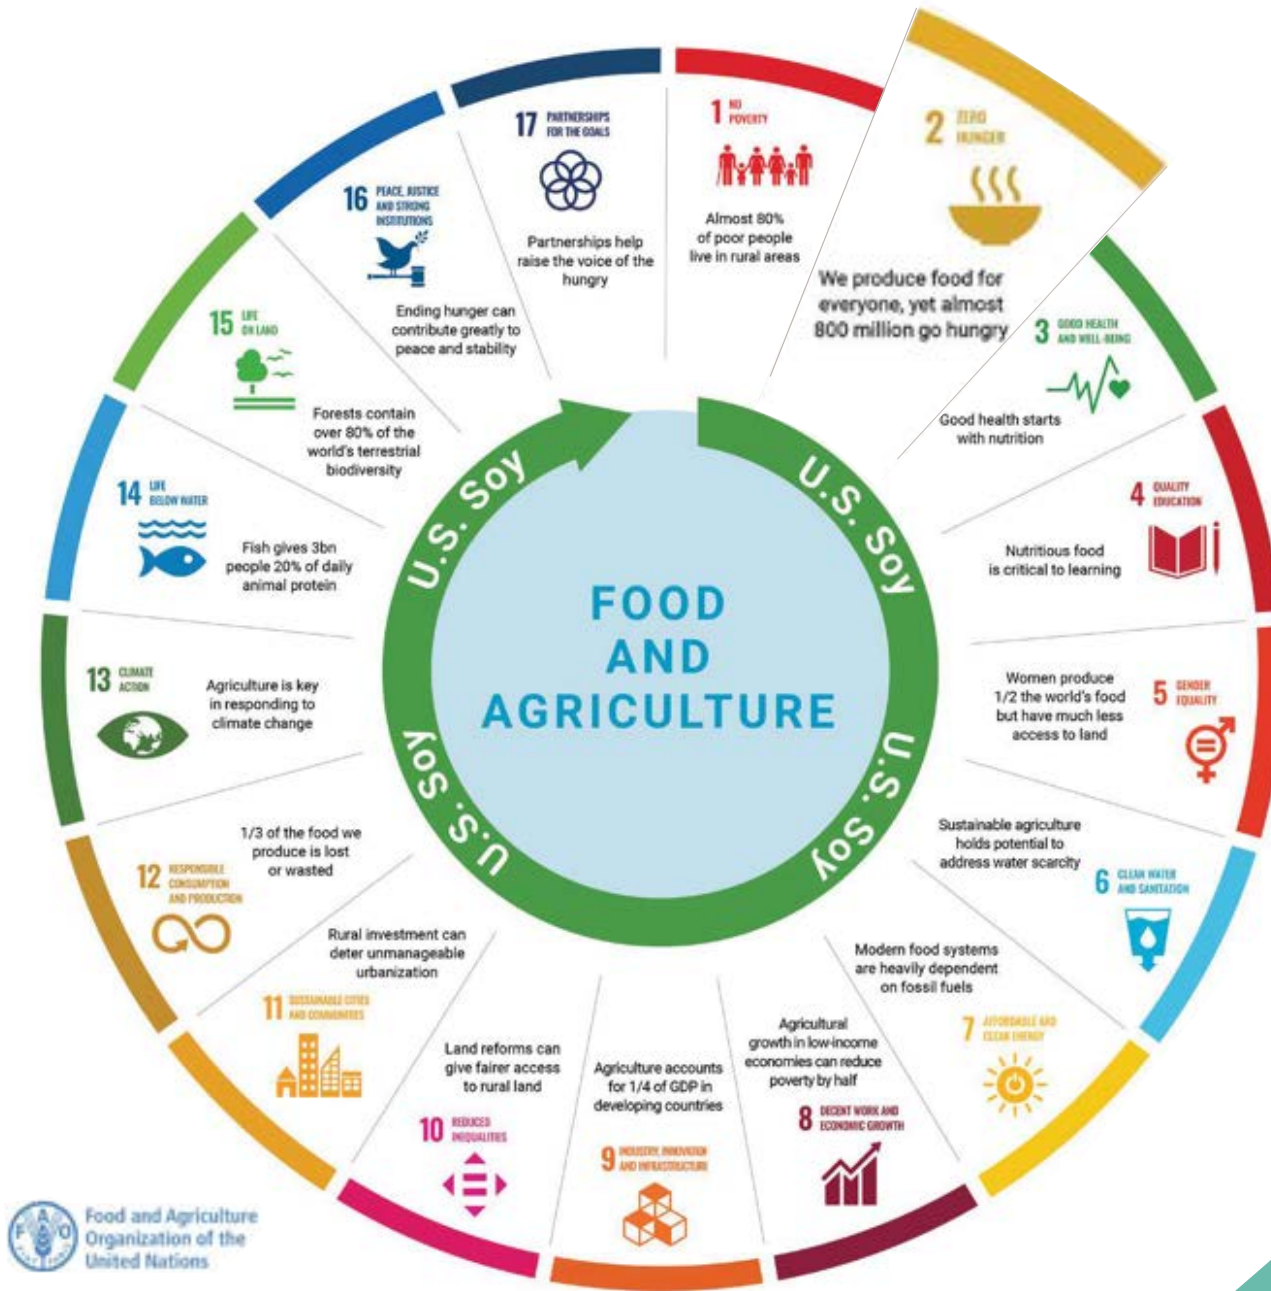 1 NO
POVERTY
Almost 80%
of poor people
live in rural areas
2 ZERO
HUNGER
We produce food for
everyone, yet almost
800 million go hungry
3 GOOD HEALTH
AND WELL-BEING
Good health starts
with nutrition
4 QUALITY
EDUCATION
Nutritious food
is critical to learning
5 GENDER
EQUALITY
Women produce
1/2 the world's food
but have much less
access to land
6 CLEAN WATER
AND SANITATION
Sustainable agriculture
holds potential to
address water scarcity
7 AFFORDABLE AND
CLEAN ENERGY
Modern food systems
are heavily dependent
on fossil fuels
8 DECENT WORK AND
ECONOMIC GROWTH
Agricultural
growth in low-income
economies can reduce
poverty by half
9 INDUSTRY, INNOVATION
AND INFRASTRUCTURE
Agriculture accounts
for 1/4 of GDP in
developing countries
10 REDUCED
INEQUALITIES
Land reforms can
give fairer access
to rural land
11 SUSTAINABLE CITIES
AND COMMUNITIES
Rural investment can
deter unmanageable
urbanization
12 RESPONSIBLE
CONSUMPTION
AND PRODUCTION
1/3 of the food we
produce is lost
or wasted
13 CLIMATE
ACTION
Agriculture is key
in responding to
climate change
14 LIFE
BELOW WATER
Fish gives 3bn
people 20% of daily
animal protein
15 LIFE
ON LAND
Forests contain
over 80% of the
world's terrestrial
biodiversity
16 PEACE, JUSTICE
AND STRONG
INSTITUTIONS
Ending hunger can
contribute greatly to
peace and stability
17 PARTNERSHIPS
FOR THE GOALS
Partnerships help
raise the voice of the
hungry
U.S. Soy
U.S. Soy
U.S. Soy
U.S. Soy
FOOD
AND
AGRICULTURE
F A O
Food and Agriculture
Organization of the
United Nations